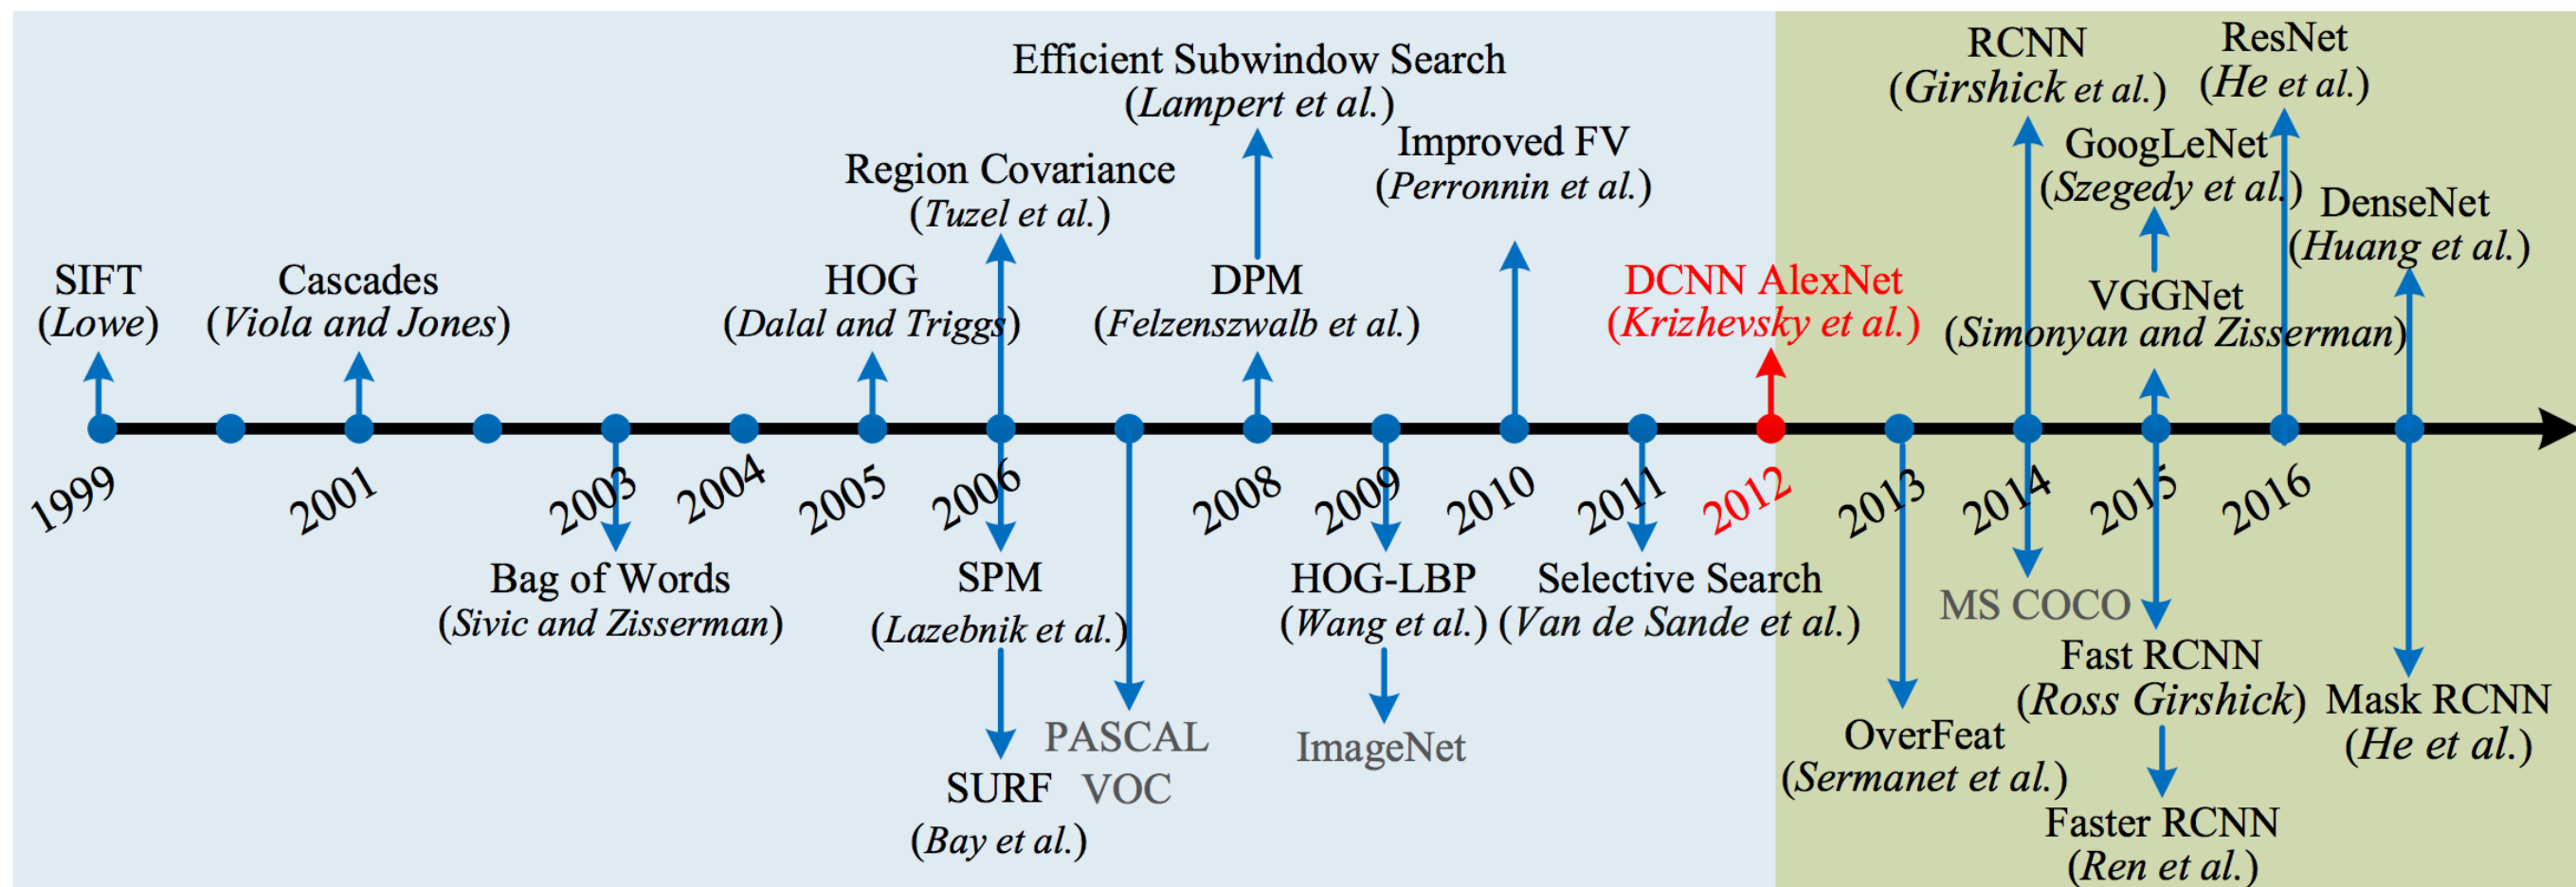 Efficient Subwindow Search
(Lampert et al.)
RCNN
(Girshick et al.)
ResNet
(He et al.)
Region Covariance
(Tuzel et al.)
Improved FV
(Perronnin et al.)
GoogLeNet
(Szegedy et al.)
DenseNet
(Huang et al.)
SIFT
(Lowe)
Cascades
(Viola and Jones)
HOG
(Dalal and Triggs)
DPM
(Felzenszwalb et al.)
DCNN AlexNet
(Krizhevsky et al.)
VGGNet
(Simonyan and Zisserman)
1999
2001
2003
2004
2005
2006
2008
2009
2010
2011
2012
2013
2014
2015
2016
Bag of Words
(Sivic and Zisserman)
SPM
(Lazebnik et al.)
SURF
(Bay et al.)
PASCAL
VOC
HOG-LBP
(Wang et al.)
ImageNet
Selective Search
(Van de Sande et al.)
OverFeat
(Sermanet et al.)
MS COCO
Fast RCNN
(Ross Girshick)
Faster RCNN
(Ren et al.)
Mask RCNN
(He et al.)